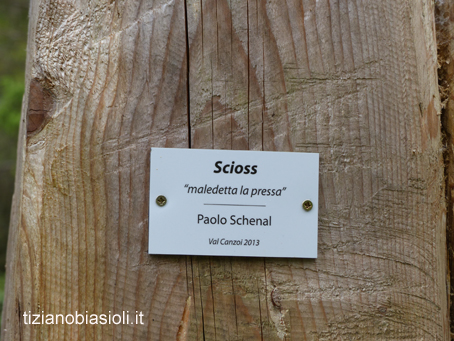 Scioss
“maledetta la pressa”
Paolo Schenal
Val Canzoi 2013
tizianobiasioli.it